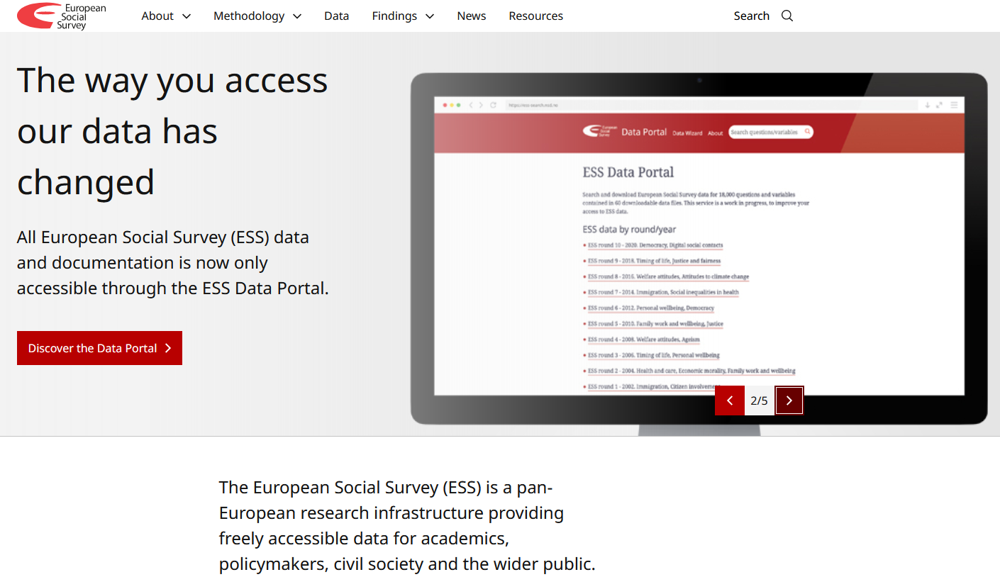 European
Social
Survey
About
Methodology
Data
Findings
News
Resources
Search
The way you access
our data has
changed
All European Social Survey (ESS) data
and documentation is now only
accessible through the ESS Data Portal.
Discover the Data Portal
https://ess-search.nsd.no
European
Social
Survey
Data Portal
Data Wizard
About
Search questions/variables
ESS Data Portal
Search and download European Social Survey data for 18,000 questions and variables
contained in 60 downloadable data files. This service is a work in progress, to improve your
access to ESS data.
ESS data by round/year
ESS round 10 - 2020. Democracy, Digital social contacts
ESS round 9 - 2018. Timing of life, Justice and fairness
ESS round 8 - 2016. Welfare attitudes, Attitudes to climate change
ESS round 7 - 2014. Immigration, Social inequalities in health
ESS round 6 - 2012. Personal wellbeing, Democracy
ESS round 5 - 2010. Family work and wellbeing, Justice
ESS round 4 - 2008. Welfare attitudes, Ageism
ESS round 3 - 2006. Timing of life, Personal wellbeing
ESS round 2 - 2004. Health and care, Economic morality, Family work and wellbeing
ESS round 1 - 2002. Immigration, Citizen involveme
2/5
The European Social Survey (ESS) is a pan-
European research infrastructure providing
freely accessible data for academics,
policymakers, civil society and the wider public.